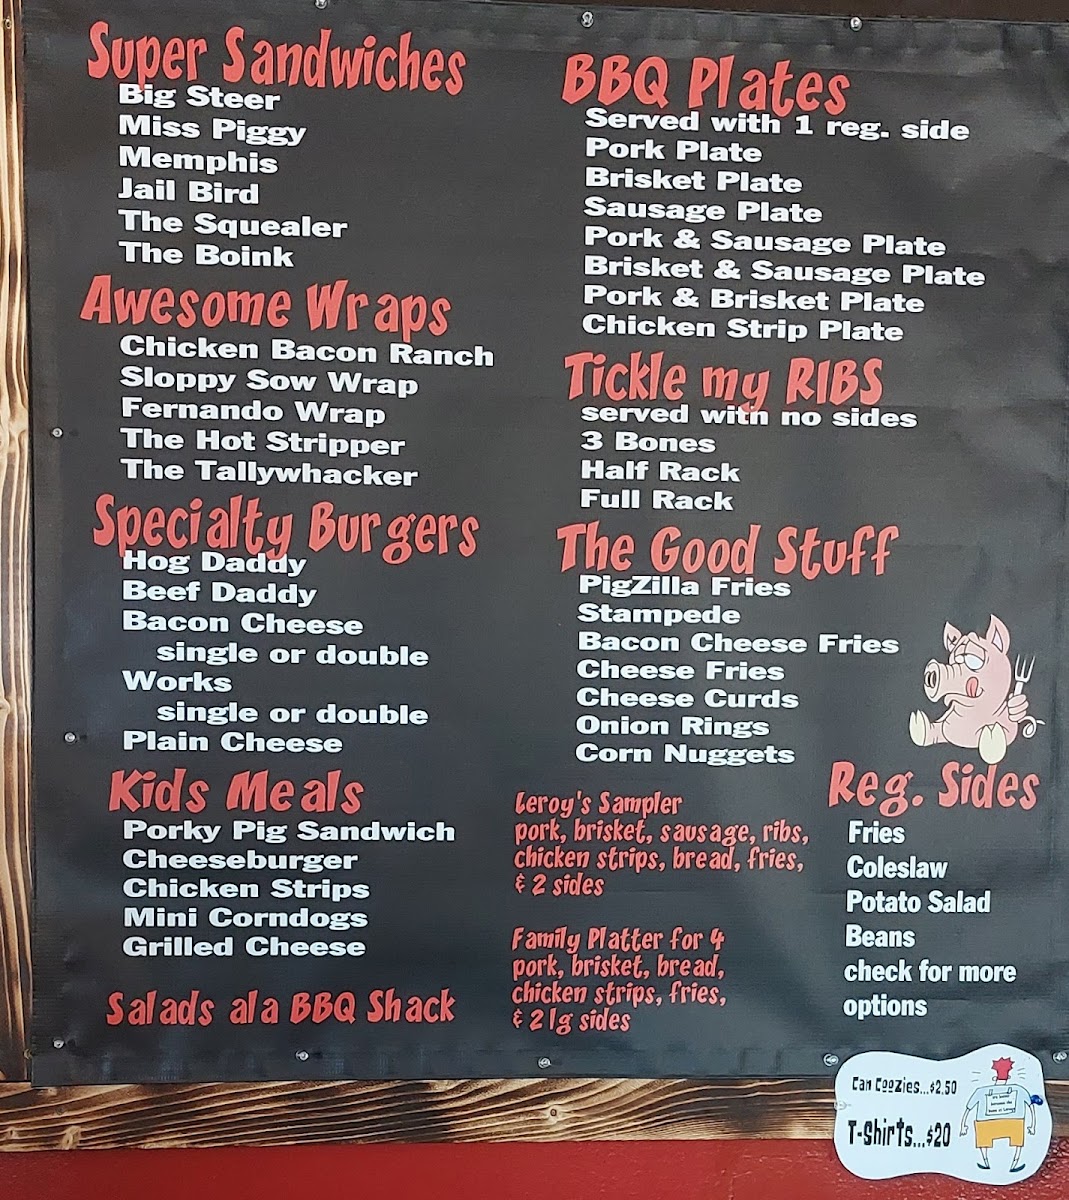 Super Sandwiches
Big Steer
Miss Piggy
Memphis
Jail Bird
The Squealer
The Boink
Awesome Wraps
Chicken Bacon Ranch
Sloppy Sow Wrap
Fernando Wrap
The Hot Stripper
The Tallywhacker
Specialty Burgers
Hog Daddy
Beef Daddy
Bacon Cheese
single or double
Works
single or double
Plain Cheese
Kids Meals
Porky Pig Sandwich
Cheeseburger
Chicken Strips
Mini Corndogs
Grilled Cheese
Salads ala BBQ Shack
BBQ Plates
Served with 1 reg. side
Pork Plate
Brisket Plate
Sausage Plate
Pork & Sausage Plate
Brisket & Sausage Plate
Pork & Brisket Plate
Chicken Strip Plate
Tickle my RIBS
served with no sides
3 Bones
Half Rack
Full Rack
The Good Stuff
PigZilla Fries
Stampede
Bacon Cheese Fries
Cheese Fries
Cheese Curds
Onion Rings
Corn Nuggets
Leroy's Sampler
pork, brisket, sausage, ribs,
chicken strips, bread, fries,
& 2 sides
Family Platter for 4
pork, brisket, bread,
chicken strips, fries,
& 2 lg sides
Reg. Sides
Fries
Coleslaw
Potato Salad
Beans
check for more
options
Can Coozies...$2.50
T-Shirts...$20